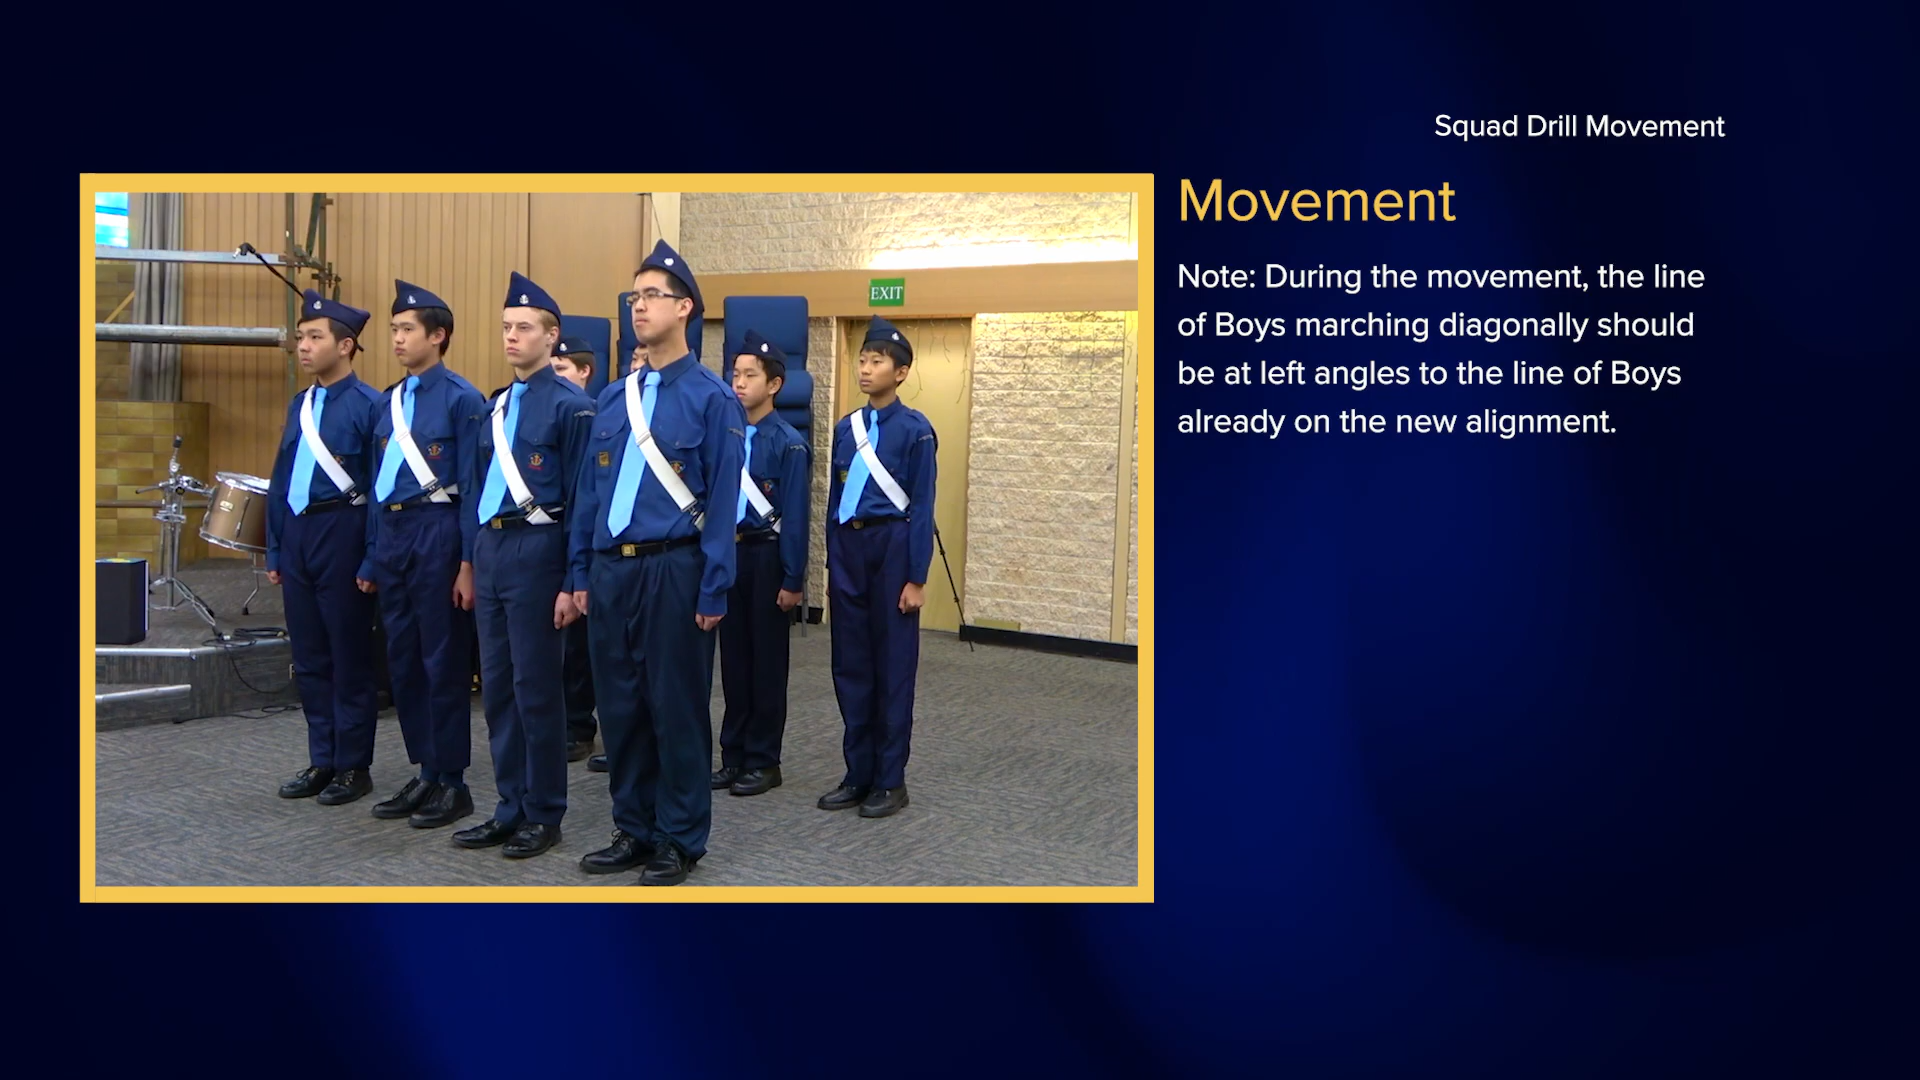 Squad Drill Movement
Movement
Note: During the movement, the line
of Boys marching diagonally should
be at left angles to the line of Boys
already on the new alignment.
EXIT